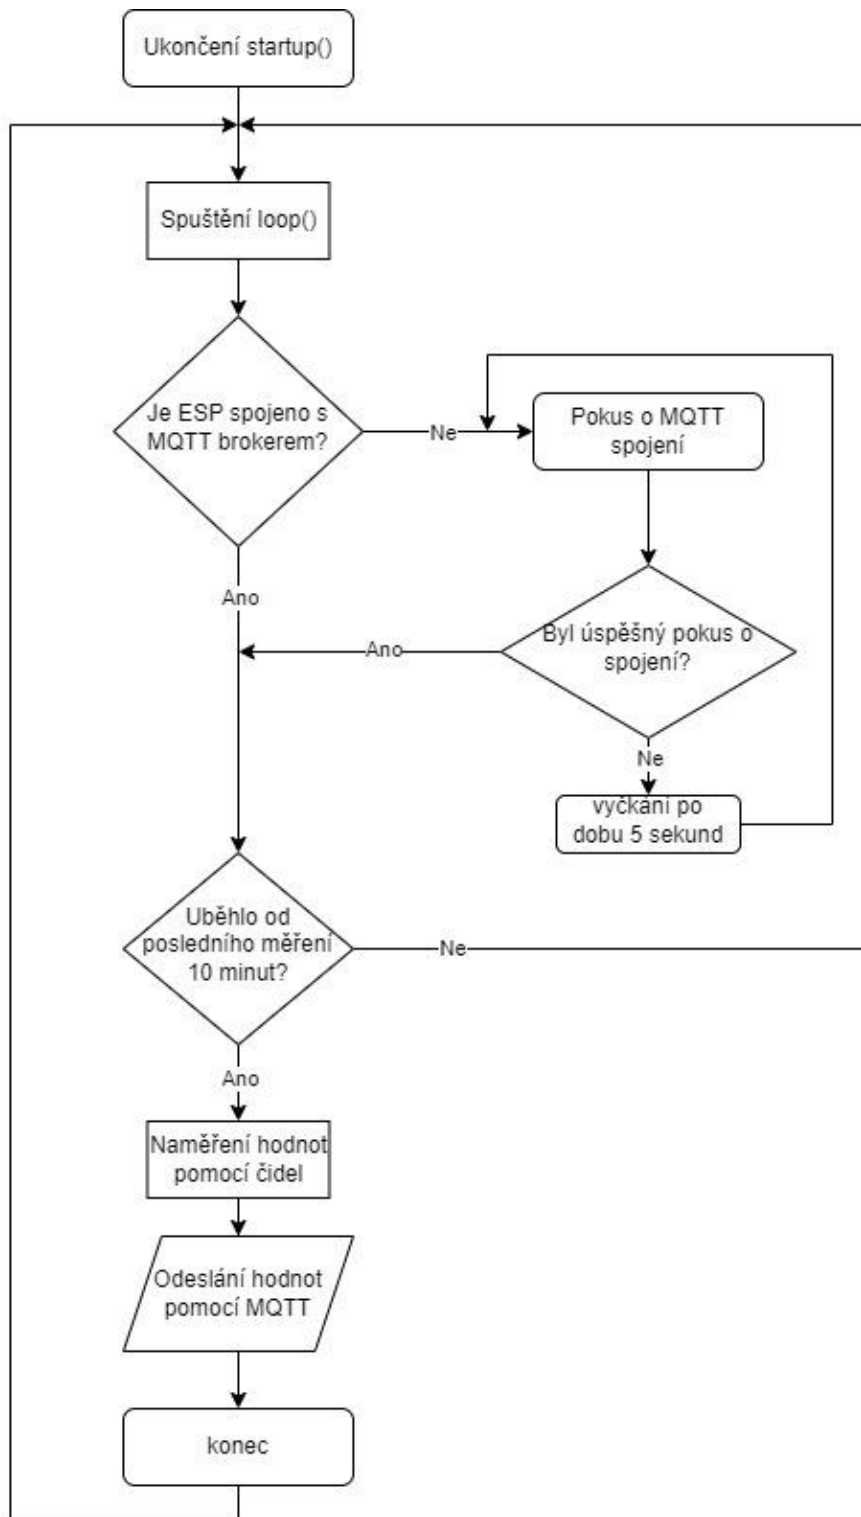 Ukončení startup()
Spuštění loop()
Je ESP spojeno s
MQTT brokerem?
Ne
Pokus o MQTT
spojení
Ano
Byl úspěšný pokus o
spojení?
Ano
Ne
vyčkání po
dobu 5 sekund
Uběhlo od
posledního měření
10 minut?
Ne
Ano
Naměření hodnot
pomocí čidel
Odeslání hodnot
pomocí MQTT
konec